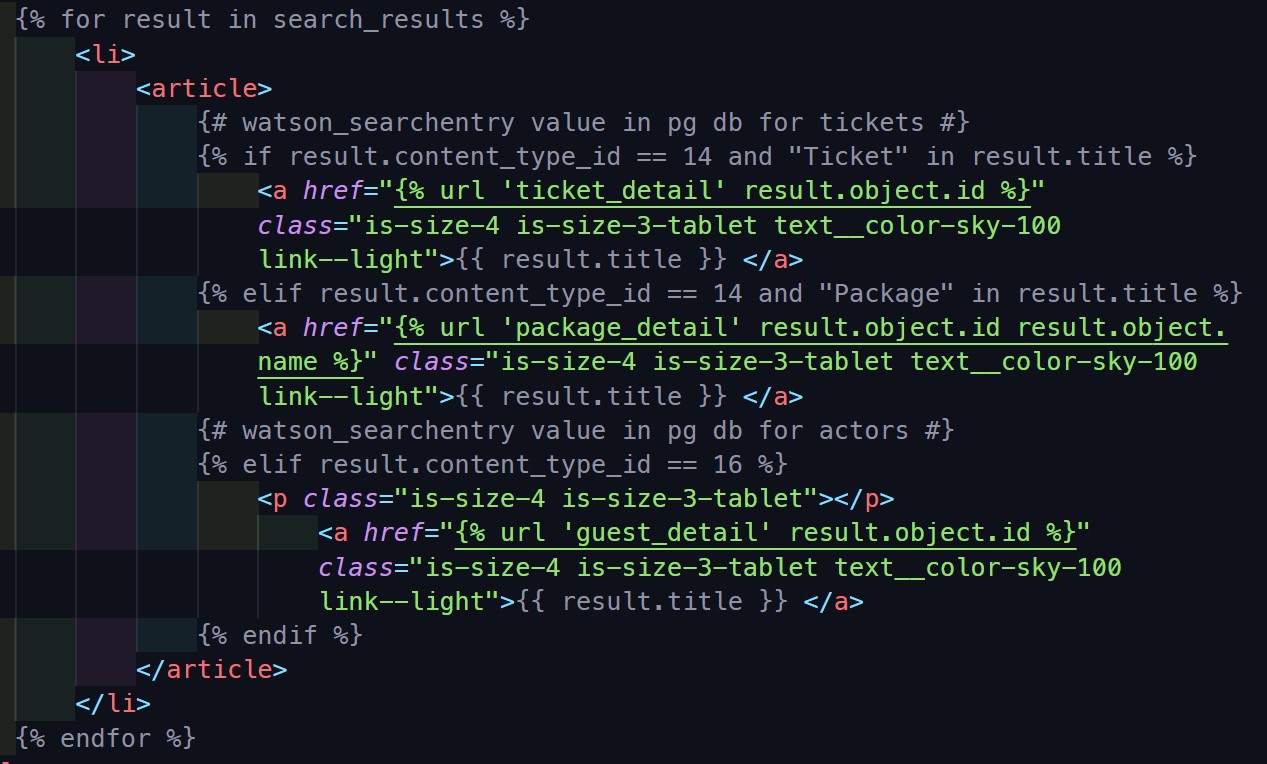 {% for result in search_results %}
<li>
<article>
{# watson_searchentry value in pg db for tickets #}
{% if result.content_type_id == 14 and "Ticket" in result.title %}
<a href="{% url 'ticket_detail' result.object.id %}"
class="is-size-4 is-size-3-tablet text__color-sky-100
link--light">{{ result.title }} </a>
{% elif result.content_type_id == 14 and "Package" in result.title %}
<a href="{% url 'package_detail' result.object.id result.object.
name %}" class="is-size-4 is-size-3-tablet text__color-sky-100
link--light">{{ result.title }} </a>
{# watson_searchentry value in pg db for actors #}
{% elif result.content_type_id == 16 %}
<p class="is-size-4 is-size-3-tablet"></p>
<a href="{% url 'guest_detail' result.object.id %}"
class="is-size-4 is-size-3-tablet text__color-sky-100
link--light">{{ result.title }} </a>
{% endif %}
</article>
</li>
{% endfor %}